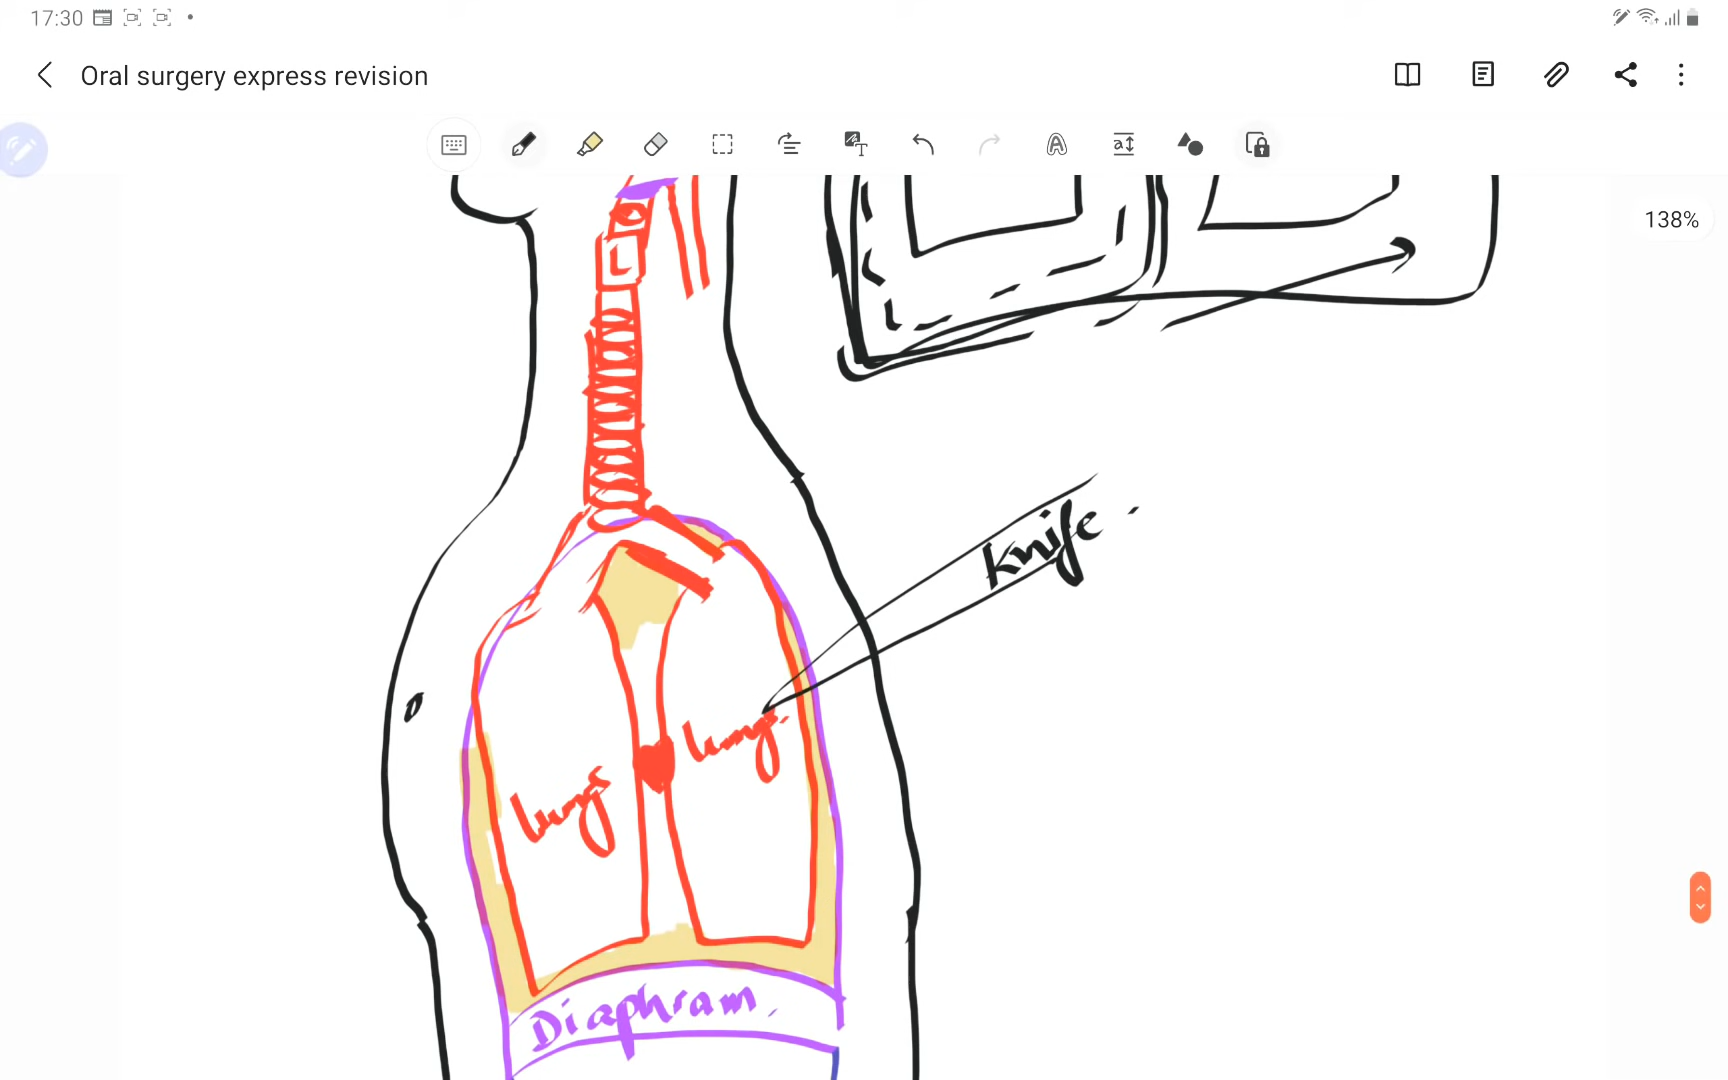 17:30
Oral surgery express revision
138%
Knife.
lung.
lung
Diaphram.